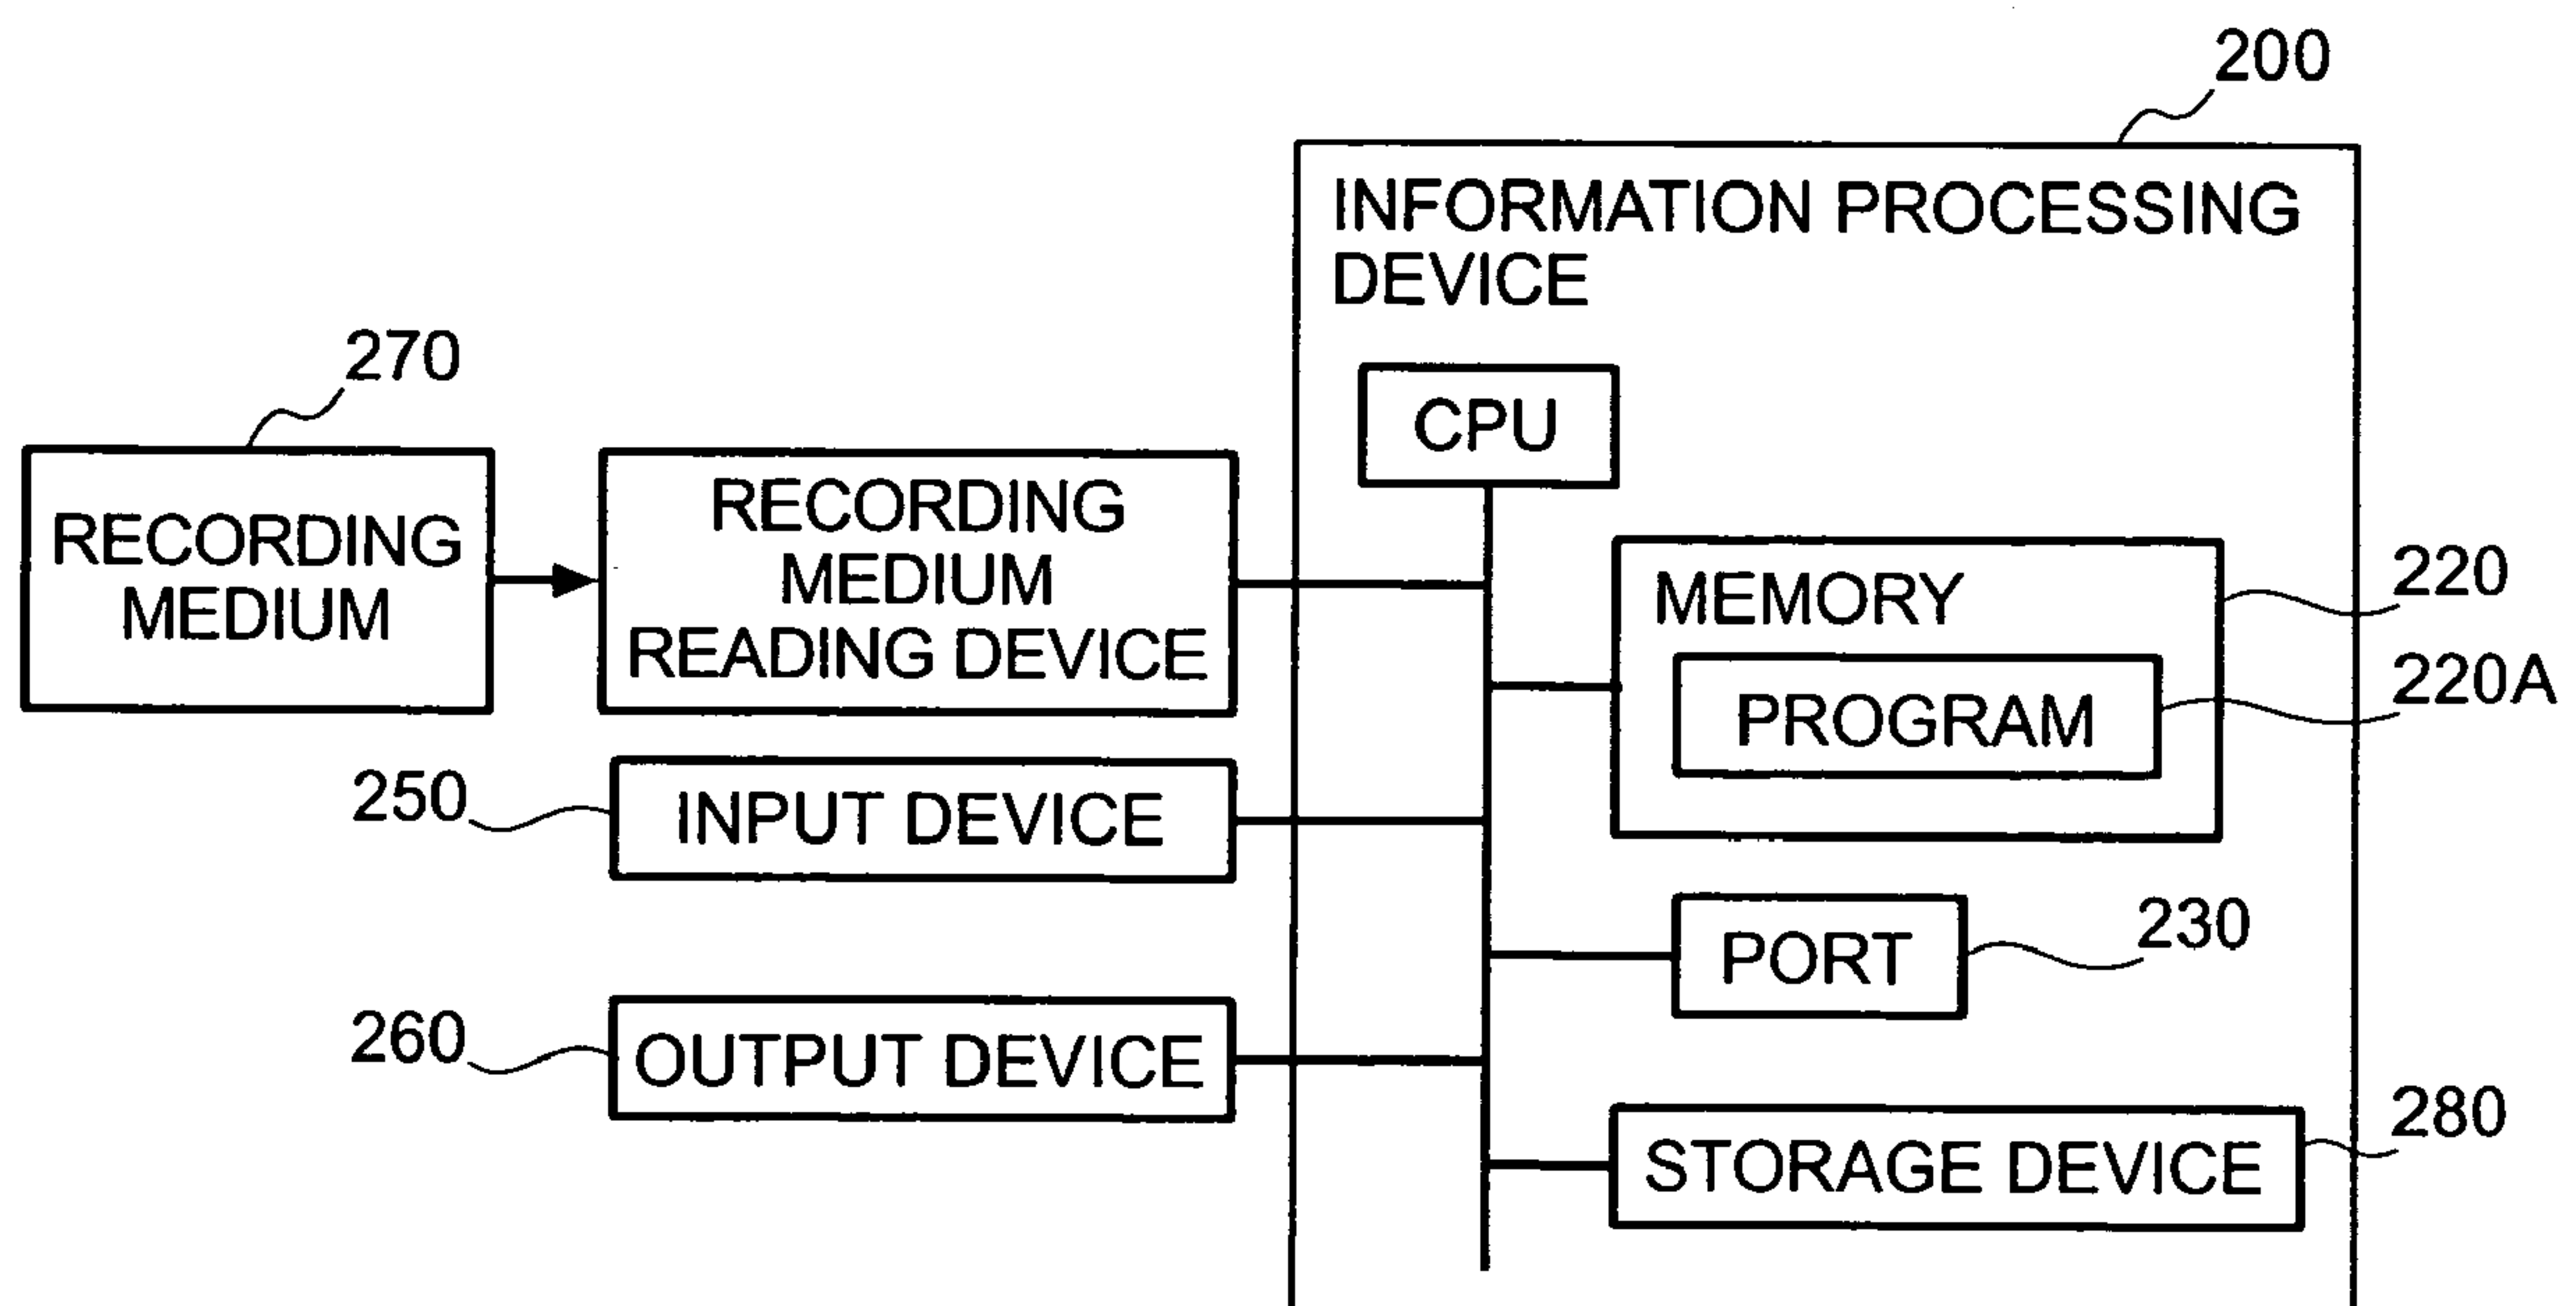 200
INFORMATION PROCESSING
DEVICE
270
CPU
RECORDING
MEDIUM
RECORDING
MEDIUM
READING DEVICE
MEMORY
220
PROGRAM
220A
250
INPUT DEVICE
PORT
230
260
OUTPUT DEVICE
STORAGE DEVICE
280